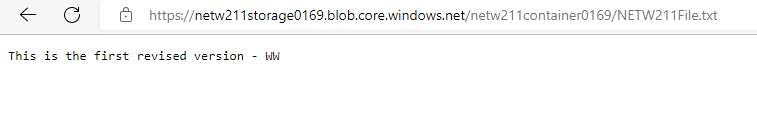 https://netw211storage0169.blob.core.windows.net/netw211container0169/NETW211File.txt
This is the first revised version - WW